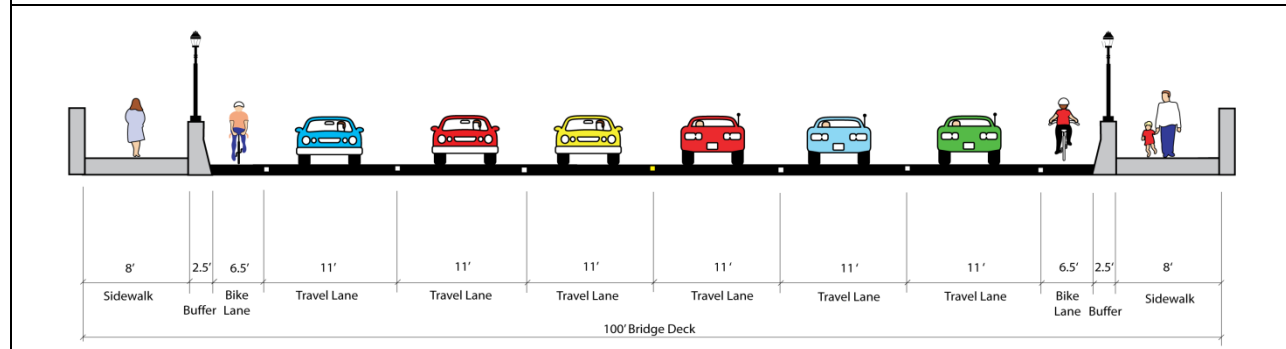 8' 2.5' 6.5' 11' 11' 11' 11' 11' 11' 6.5' 2.5' 8'
Sidewalk Buffer Bike Lane Travel Lane Travel Lane Travel Lane Travel Lane Travel Lane Travel Lane Bike Lane Buffer Sidewalk
100' Bridge Deck